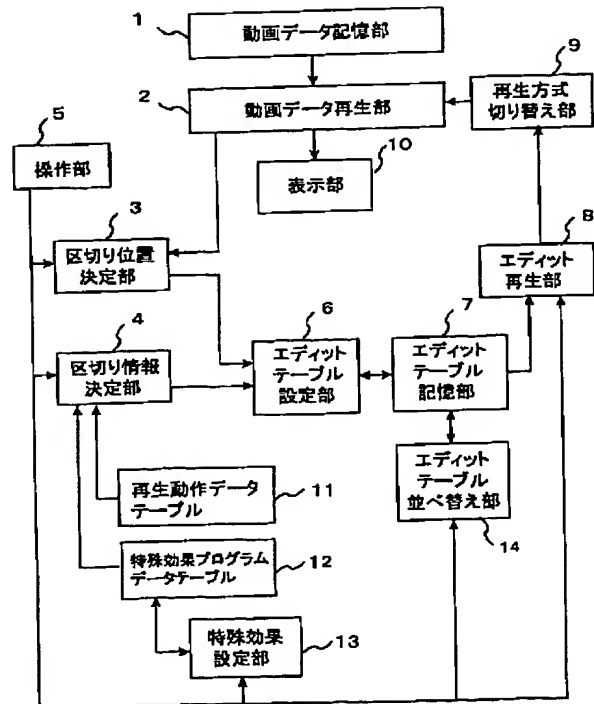 1
動画データ記憶部
2
動画データ再生部
9
再生方式
切り替え部
5
操作部
10
表示部
3
区切り位置
決定部
8
エディット
再生部
4
区切り情報
決定部
6
エディット
テーブル
設定部
7
エディット
テーブル
記憶部
再生動作データ
テーブル
11
エディット
テーブル
並べ替え部
14
特殊効果プログラム
データテーブル
12
特殊効果
設定部
13